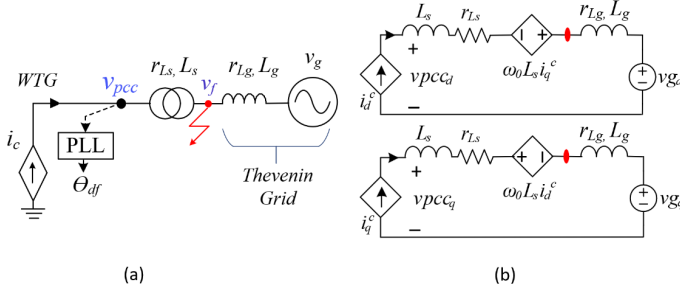 WTG
v_pcc
r_Ls, L_s
v_f
r_Lg, L_g
v_g
i_c
PLL
Θ_df
Thevenin
Grid
(a)
L_s
r_Ls
r_Lg, L_g
+
vpcc_d
−
i_d^c
ω_0L_si_q^c
+
−
vg_d
L_s
r_Ls
r_Lg, L_g
+
vpcc_q
−
i_q^c
+
ω_0L_si_d^c
+
−
(b)